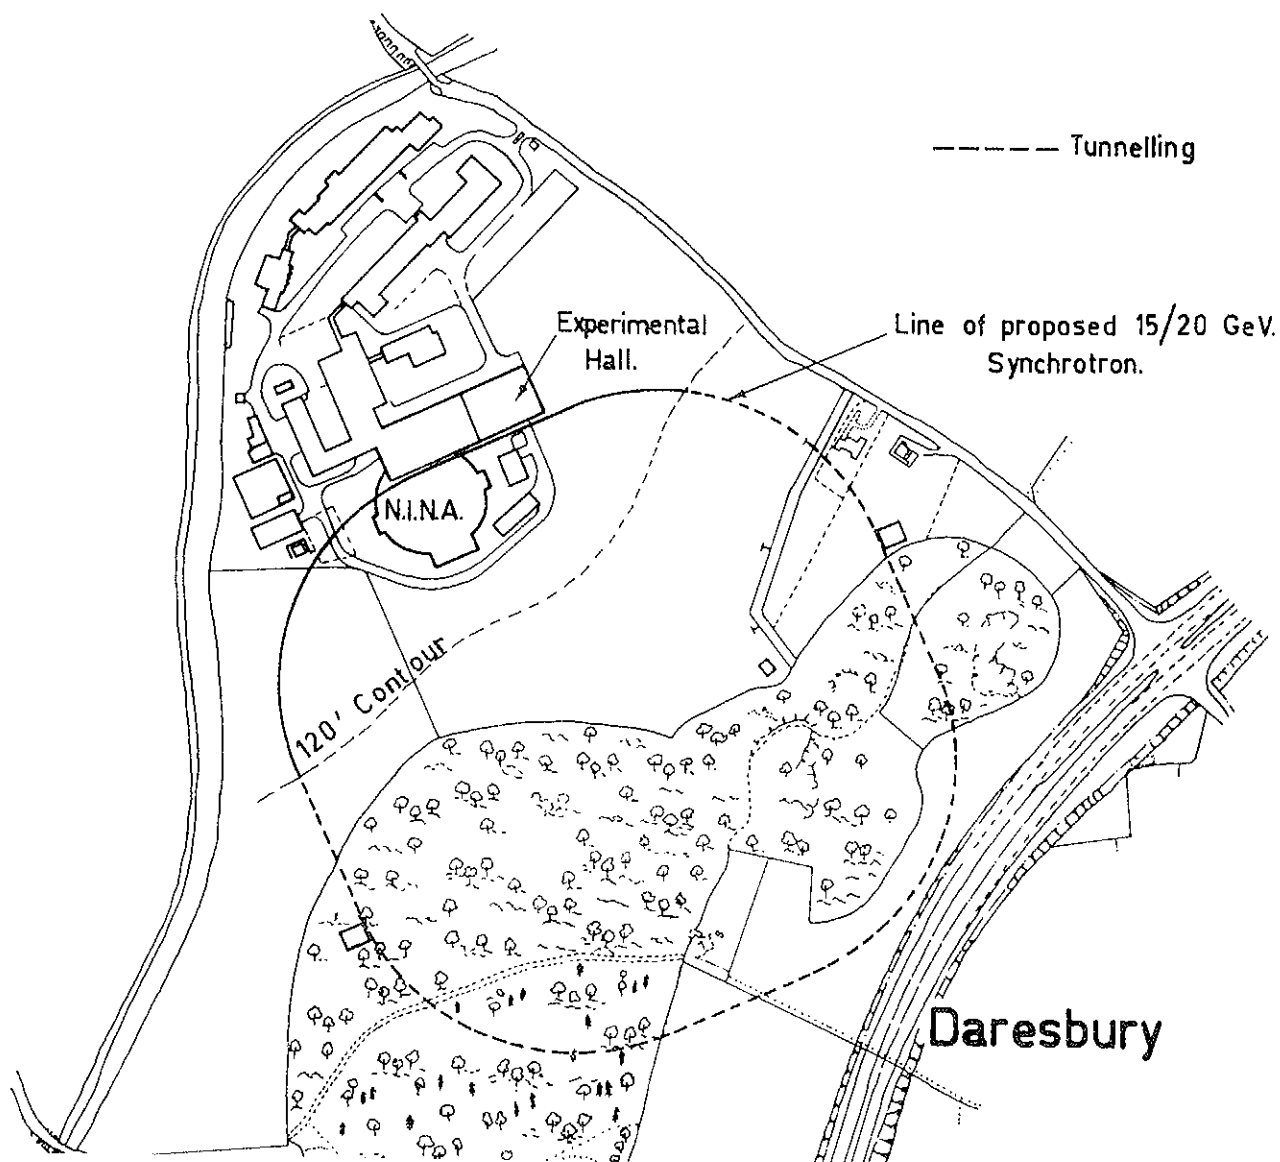 Tunnelling
Experimental
Hall.
Line of proposed 15/20 GeV.
Synchrotron.
N.I.N.A.
120' Contour
Daresbury